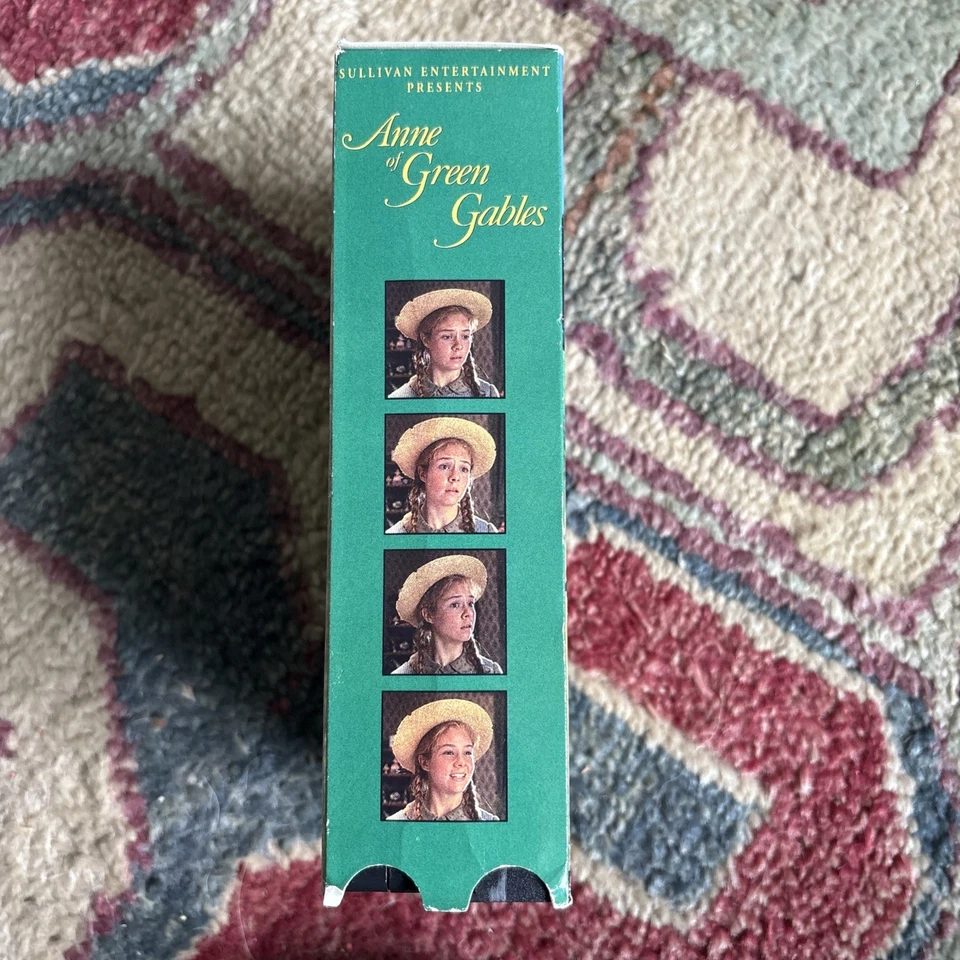 SULLIVAN ENTERTAINMENT
PRESENTS
Anne
of Green
Gables